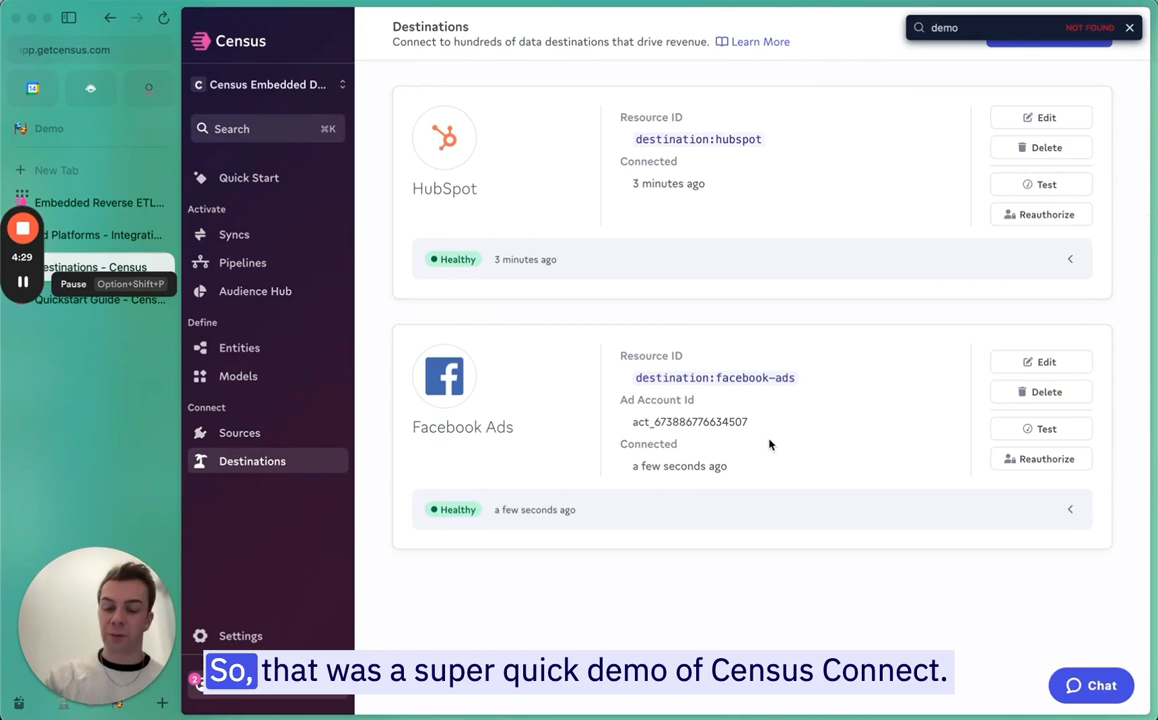 app.getcensus.com
Demo
New Tab
Embedded Reverse ETL...
d Platforms – Integrati...
estinations – Census
Quickstart Guide – Cens...
4:29
Pause Option+Shift+P
Census
C Census Embedded D...
Search ⌘K
Quick Start
Activate
Syncs
Pipelines
Audience Hub
Define
Entities
Models
Connect
Sources
Destinations
Settings
2
Destinations
Connect to hundreds of data destinations that drive revenue. Learn More
demo NOT FOUND
HubSpot
Resource ID
destination:hubspot
Connected
3 minutes ago
Edit
Delete
Test
Reauthorize
Healthy 3 minutes ago
Facebook Ads
Resource ID
destination:facebook-ads
Ad Account Id
act_673886776634507
Connected
a few seconds ago
Edit
Delete
Test
Reauthorize
Healthy a few seconds ago
So, that was a super quick demo of Census Connect.
Chat